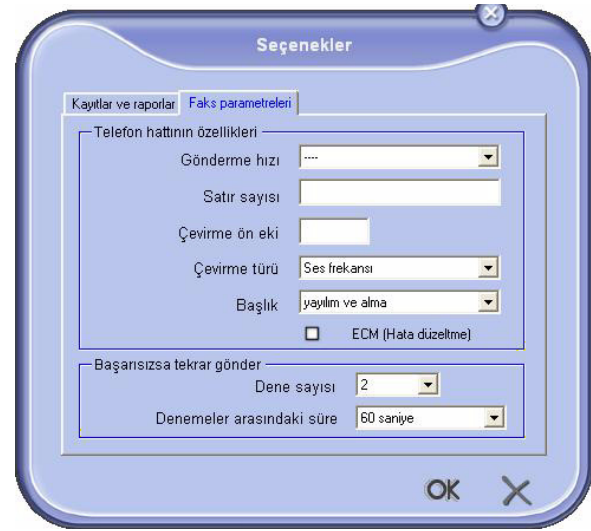 Seçenekler
Kayıtlar ve raporlar Faks parametreleri
Telefon hattının özellikleri
Gönderme hızı ----
Satır sayısı
Çevirme ön eki
Çevirme türü Ses frekansı
Başlık yayılım ve alma
ECM (Hata düzeltme)
Başarısızsa tekrar gönder
Dene sayısı 2
Denemeler arasındaki süre 60 saniye
OK